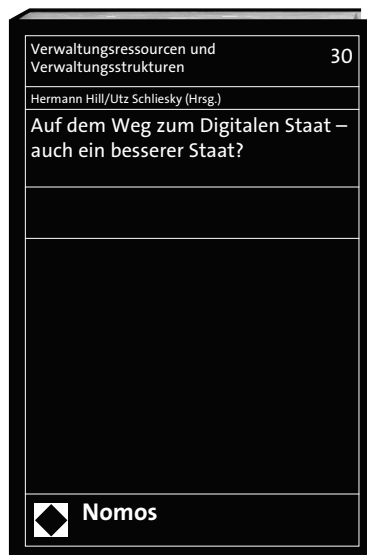 Verwaltungsressourcen und
Verwaltungsstrukturen
30
Hermann Hill/Utz Schliesky (Hrsg.)
Auf dem Weg zum Digitalen Staat –
auch ein besserer Staat?
Nomos